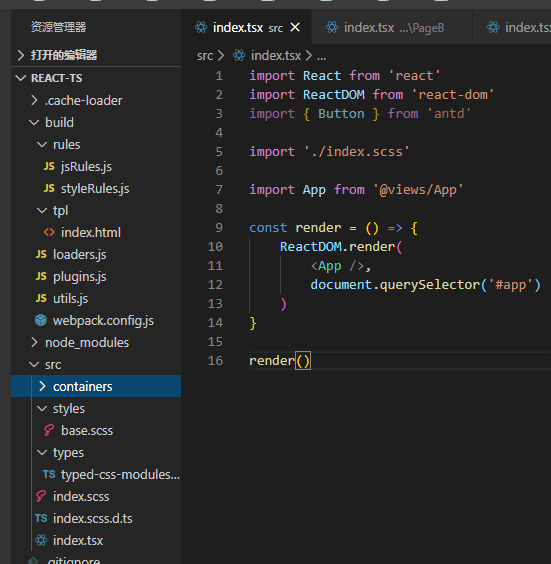 资源管理器
打开的编辑器
REACT-TS
.cache-loader
build
rules
JS jsRules.js
JS styleRules.js
tpl
index.html
JS loaders.js
JS plugins.js
JS utils.js
webpack.config.js
node_modules
src
containers
styles
base.scss
types
TS typed-css-modules...
index.scss
TS index.scss.d.ts
index.tsx
.gitignore
index.tsx src
index.tsx ...\PageB
index.tsx
src > index.tsx > ...
1 import React from 'react'
2 import ReactDOM from 'react-dom'
3 import { Button } from 'antd'
4
5 import './index.scss'
6
7 import App from '@views/App'
8
9 const render = () => {
10 ReactDOM.render(
11 <App />,
12 document.querySelector('#app')
13 )
14 }
15
16 render()